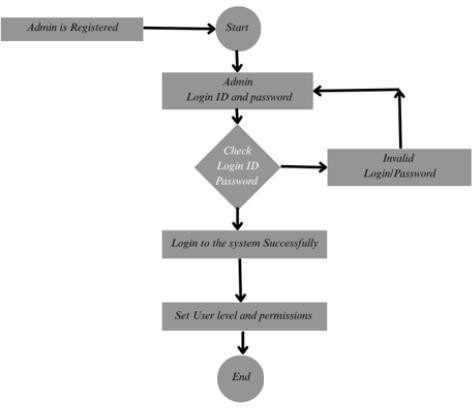 Admin is Registered
Start
Admin
Login ID and password
Check
Login ID
Password
Invalid
Login/Password
Login to the system Successfully
Set User level and permissions
End